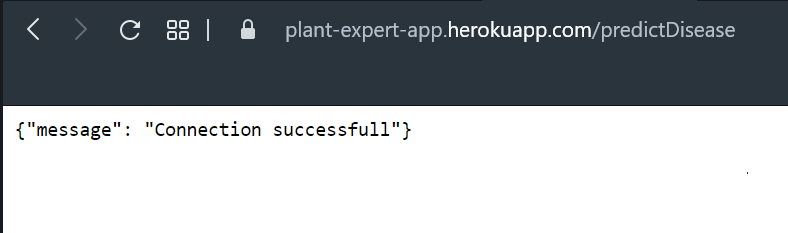 plant-expert-app.herokuapp.com/predictDisease
{"message": "Connection successfull"}